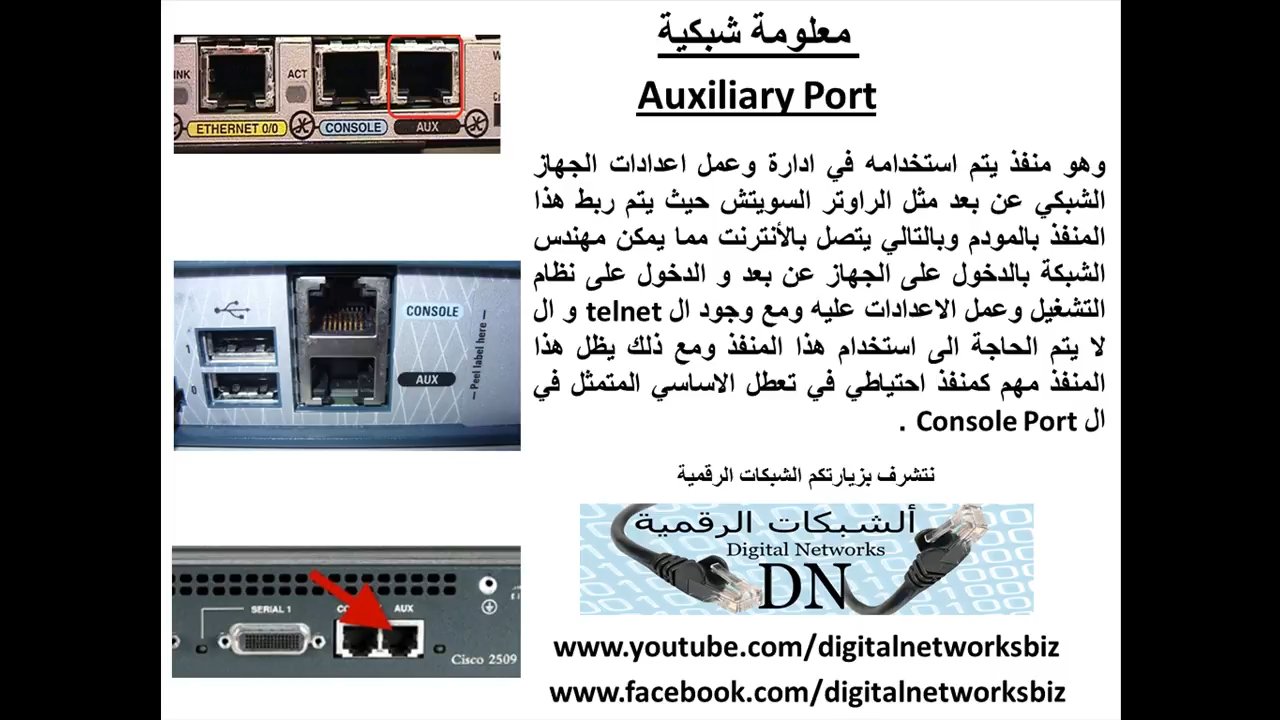 معلومة شبكية
Auxiliary Port
وهو منفذ يتم استخدامه في ادارة وعمل اعدادات الجهاز
الشبكي عن بعد مثل الراوتر السويتش حيث يتم ربط هذا
المنفذ بالمودم وبالتالي يتصل بالأنترنت مما يمكن مهندس
الشبكة بالدخول على الجهاز عن بعد و الدخول على نظام
التشغيل وعمل الاعدادات عليه ومع وجود ال telnet و ال
لا يتم الحاجة الى استخدام هذا المنفذ ومع ذلك يظل هذا
المنفذ مهم كمنفذ احتياطي في تعطل الاساسي المتمثل في
ال Console Port .
نتشرف بزيارتكم الشبكات الرقمية
ألشبكات الرقمية
Digital Networks
DN
www.youtube.com/digitalnetworksbiz
www.facebook.com/digitalnetworksbiz
ACT
ETHERNET 0/0
CONSOLE
AUX
CONSOLE
AUX
Peel label here
1
0
SERIAL 1
AUX
Cisco 2509